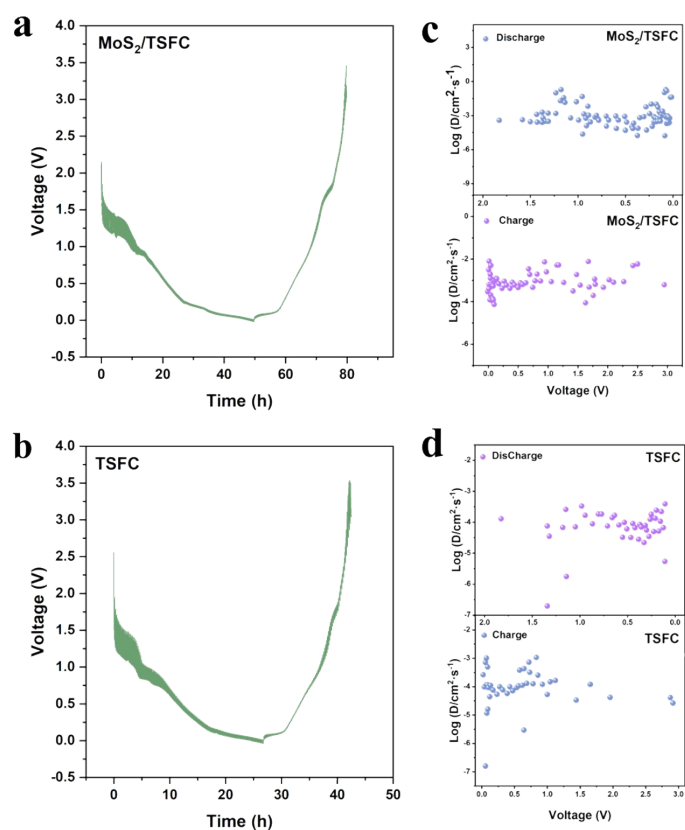 a
MoS₂/TSFC
Voltage (V)
4.0
3.5
3.0
2.5
2.0
1.5
1.0
0.5
0.0
-0.5
0 20 40 60 80
Time (h)
c
Discharge MoS₂/TSFC
Log (D/cm²·s⁻¹)
3
0
-3
-6
-9
2.0 1.5 1.0 0.5 0.0
Charge MoS₂/TSFC
Log (D/cm²·s⁻¹)
0
-2
-4
-6
0.0 0.5 1.0 1.5 2.0 2.5 3.0
Voltage (V)
b
TSFC
Voltage (V)
4.0
3.5
3.0
2.5
2.0
1.5
1.0
0.5
0.0
-0.5
0 10 20 30 40 50
Time (h)
d
DisCharge TSFC
Log (D/cm²·s⁻¹)
-2
-3
-4
-5
-6
-7
2.0 1.5 1.0 0.5 0.0
Charge TSFC
Log (D/cm²·s⁻¹)
-2
-3
-4
-5
-6
-7
0.0 0.5 1.0 1.5 2.0 2.5 3.0
Voltage (V)